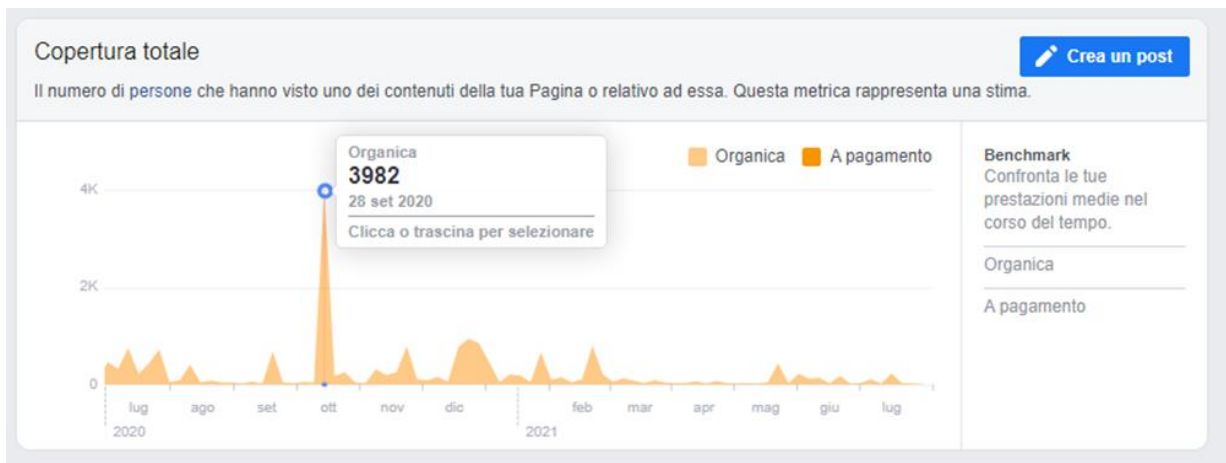 Copertura totale
Crea un post
Il numero di persone che hanno visto uno dei contenuti della tua Pagina o relativo ad essa. Questa metrica rappresenta una stima.
Organica
3982
28 set 2020
Clicca o trascina per selezionare
Organica
A pagamento
4K
2K
0
lug ago set ott nov dic feb mar apr mag giu lug
2020 2021
Benchmark
Confronta le tue
prestazioni medie nel
corso del tempo.
Organica
A pagamento